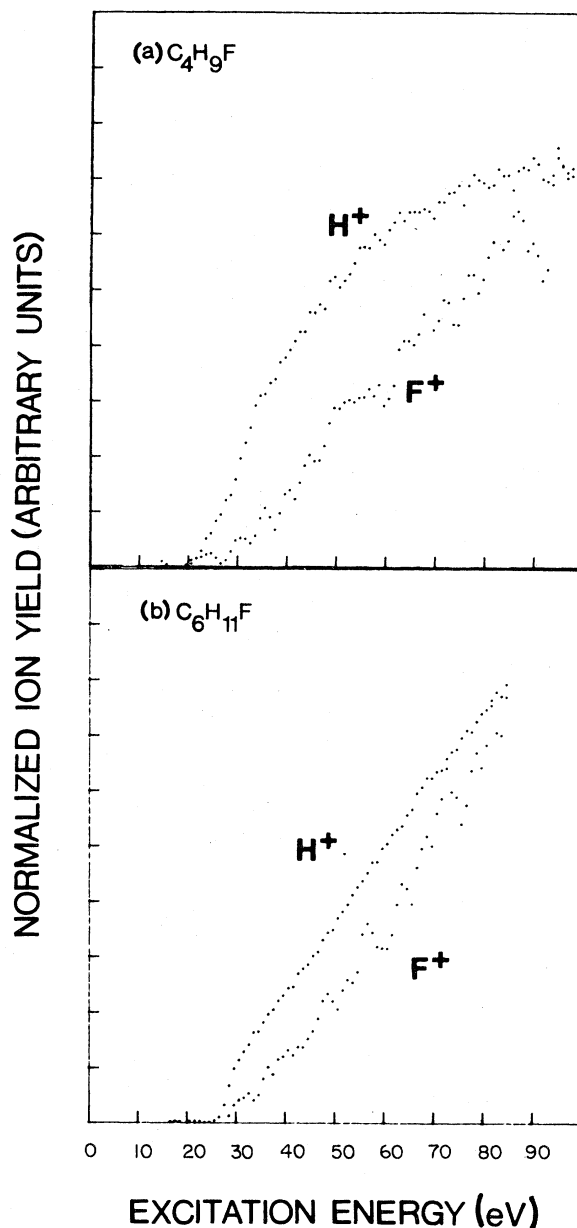 NORMALIZED ION YIELD (ARBITRARY UNITS)
(a) C₄H₉F
H⁺
F⁺
(b) C₆H₁₁F
H⁺
F⁺
0 10 20 30 40 50 60 70 80 90
EXCITATION ENERGY (eV)